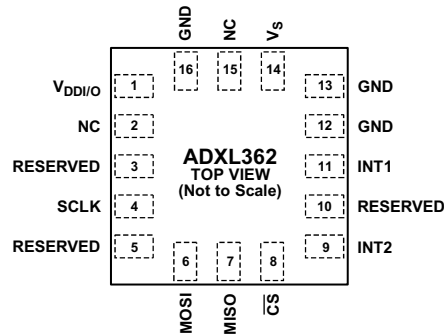 GND
NC
VS
16
15
14
VDDI/O
1
13
GND
NC
2
12
GND
RESERVED
3
ADXL362
TOP VIEW
(Not to Scale)
11
INT1
SCLK
4
10
RESERVED
RESERVED
5
9
INT2
6
7
8
MOSI
MISO
CS